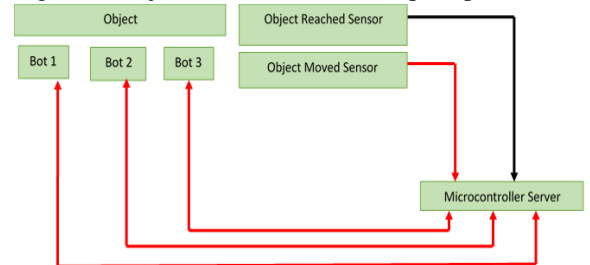 Object
Object Reached Sensor
Bot 1
Bot 2
Bot 3
Object Moved Sensor
Microcontroller Server